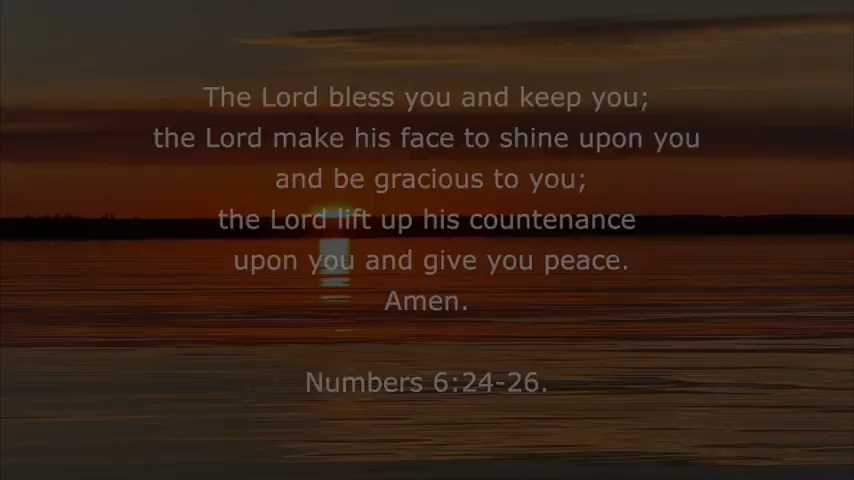 The Lord bless you and keep you;
the Lord make his face to shine upon you
and be gracious to you;
the Lord lift up his countenance
upon you and give you peace.
Amen.
Numbers 6:24-26.